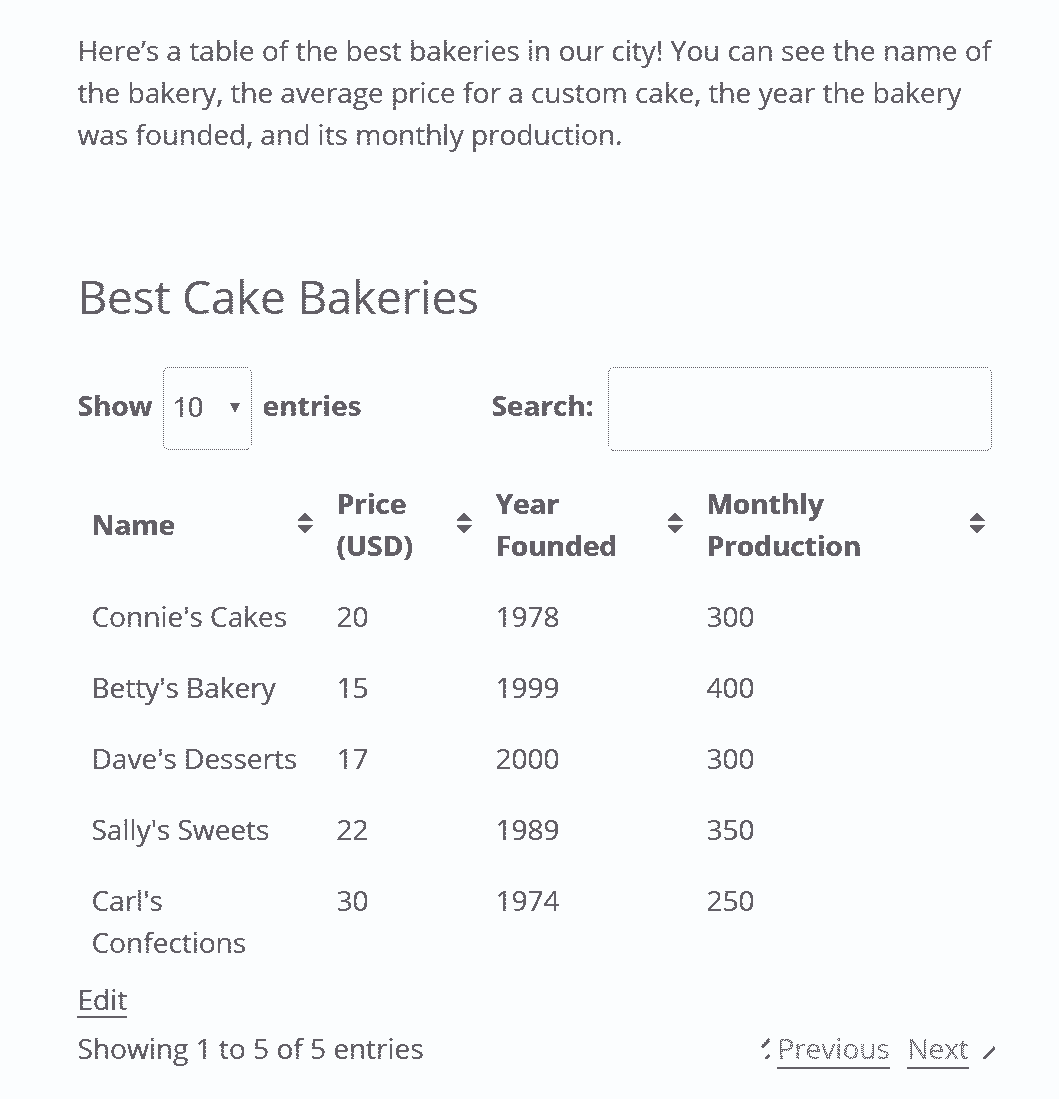 Here’s a table of the best bakeries in our city! You can see the name of
the bakery, the average price for a custom cake, the year the bakery
was founded, and its monthly production.
Best Cake Bakeries
Show 10 entries Search:
Name Price (USD) Year Founded Monthly Production
Connie's Cakes 20 1978 300
Betty's Bakery 15 1999 400
Dave's Desserts 17 2000 300
Sally's Sweets 22 1989 350
Carl's Confections 30 1974 250
Edit
Showing 1 to 5 of 5 entries Previous Next